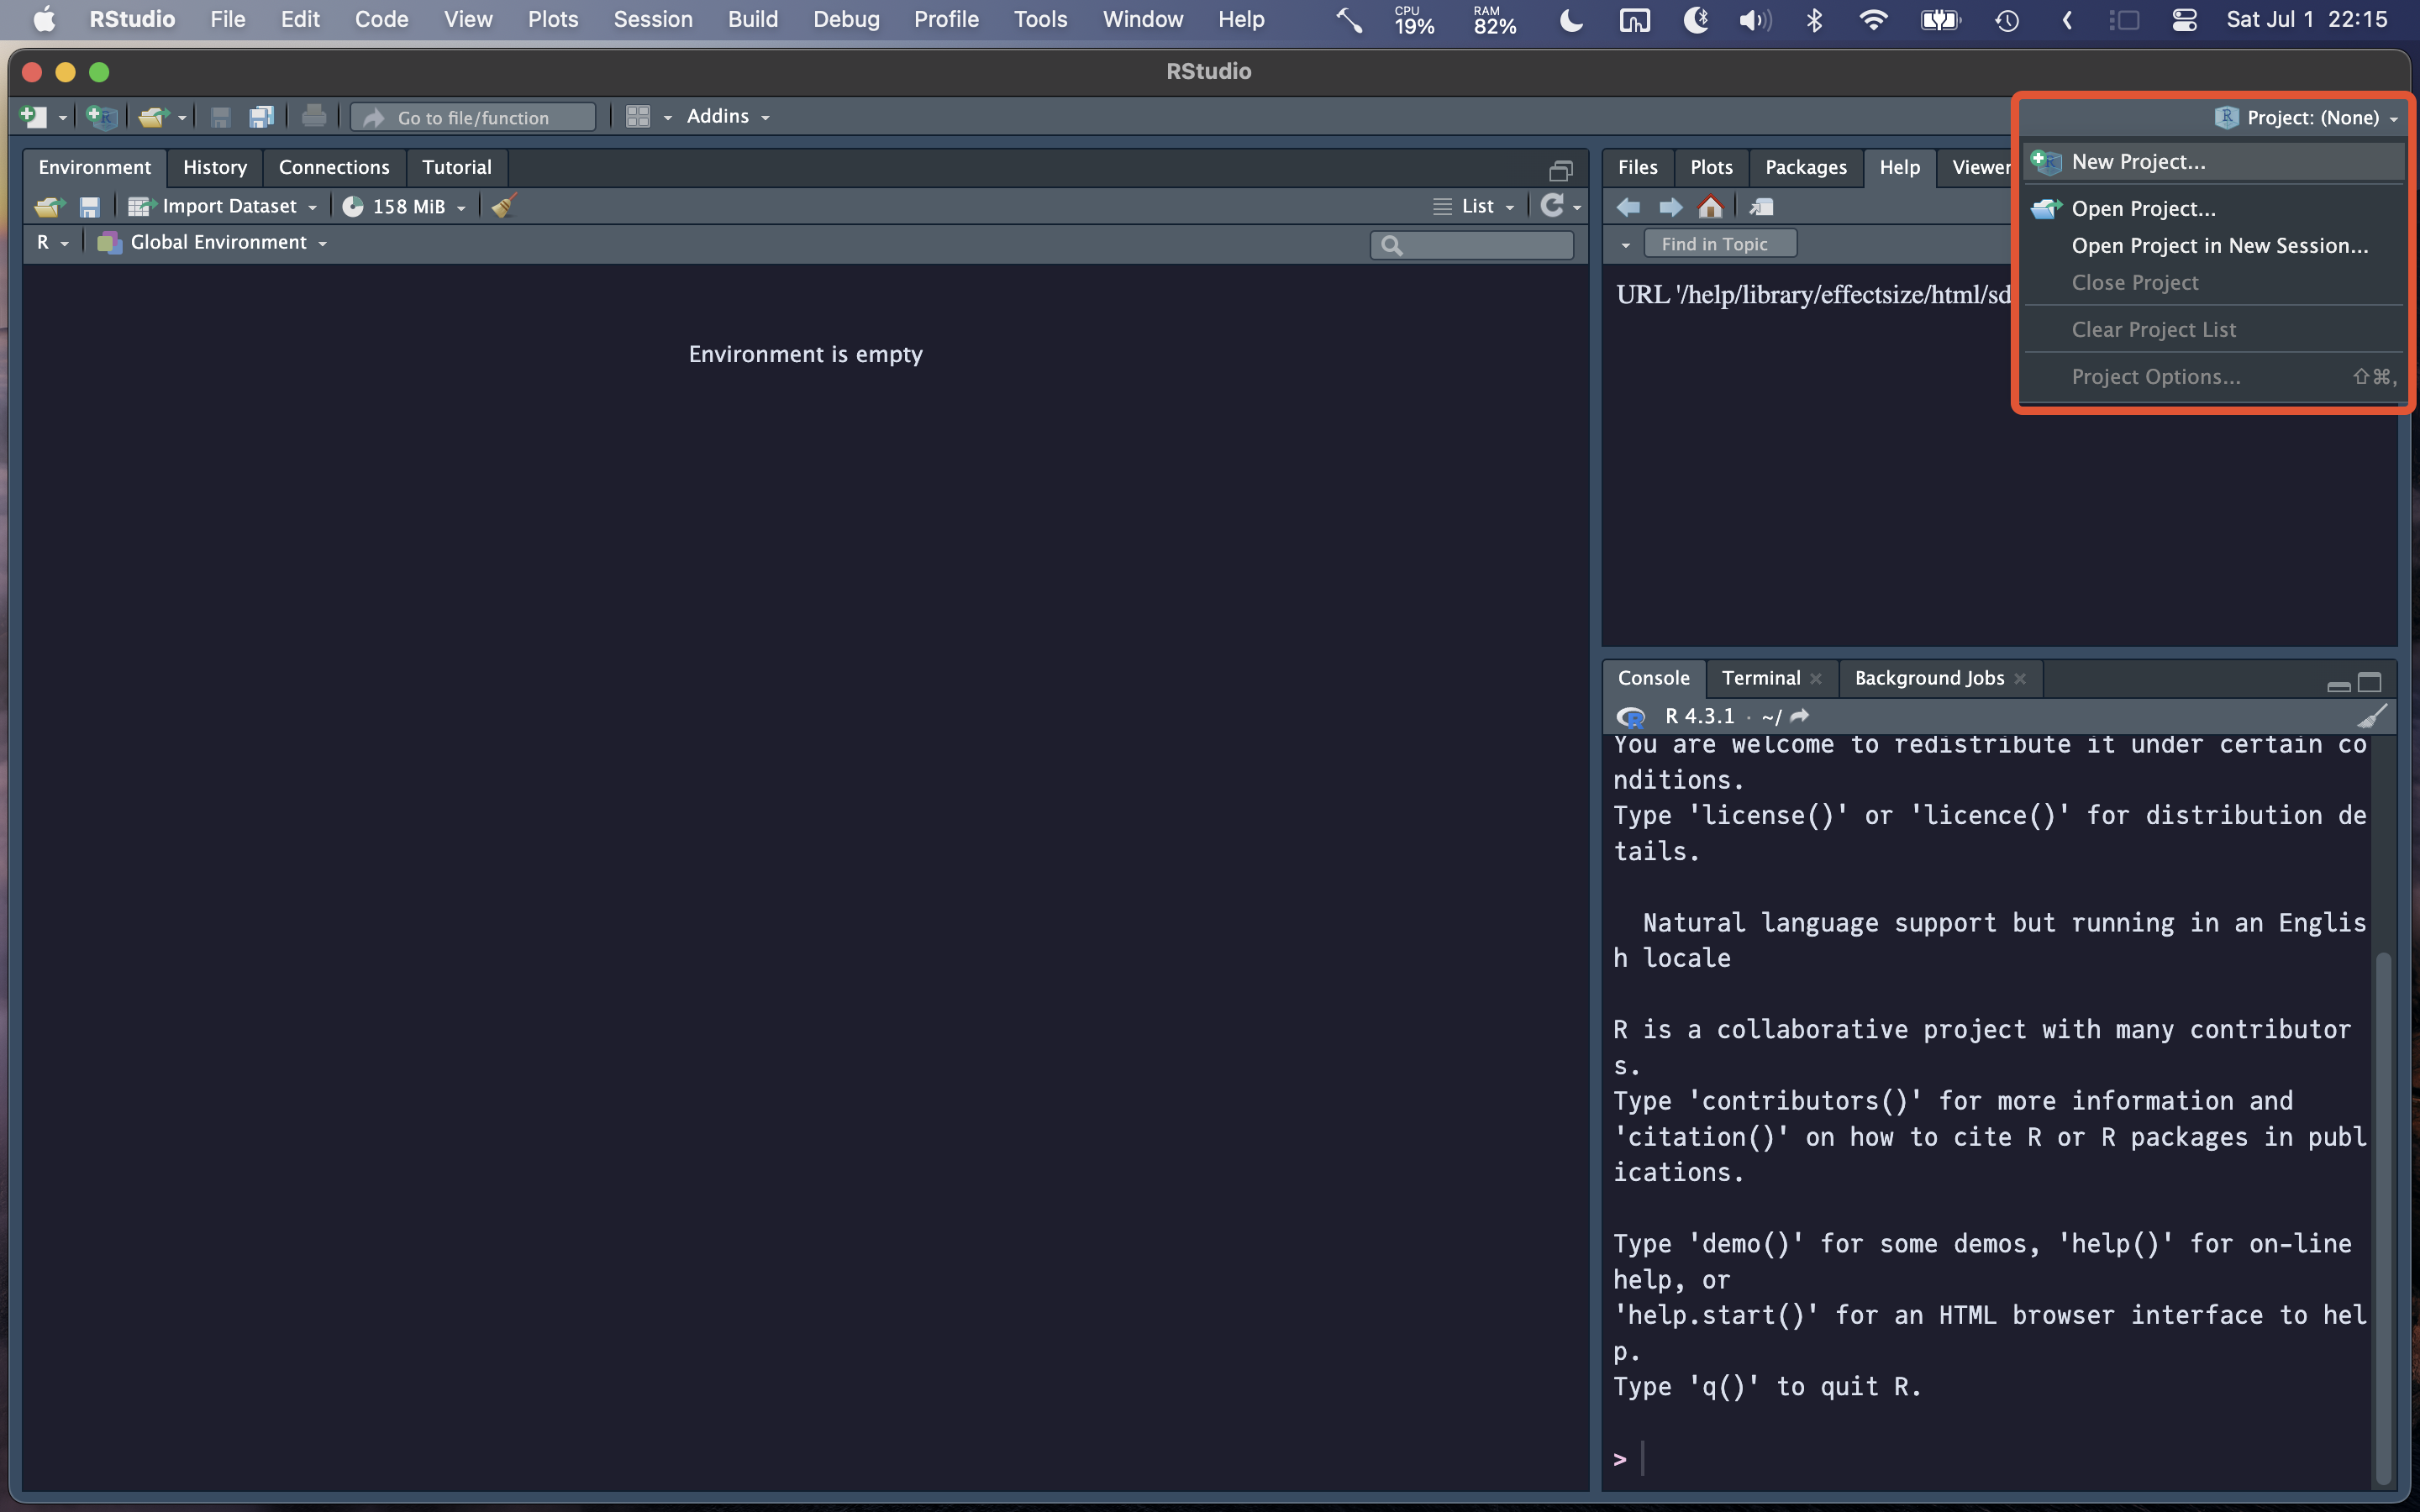 RStudio File Edit Code View Plots Session Build Debug Profile Tools Window Help CPU 19% RAM 82% Sat Jul 1 22:15
RStudio
Go to file/function Addins Project: (None)
Environment History Connections Tutorial
Import Dataset 158 MiB List
R Global Environment
Environment is empty
Files Plots Packages Help Viewer
Find in Topic
URL '/help/library/effectsize/html/sd
New Project...
Open Project...
Open Project in New Session...
Close Project
Clear Project List
Project Options... ⇧⌘,
Console Terminal Background Jobs
R 4.3.1 · ~/
You are welcome to redistribute it under certain co
nditions.
Type 'license()' or 'licence()' for distribution de
tails.
Natural language support but running in an Englis
h locale
R is a collaborative project with many contributor
s.
Type 'contributors()' for more information and
'citation()' on how to cite R or R packages in publ
ications.
Type 'demo()' for some demos, 'help()' for on-line
help, or
'help.start()' for an HTML browser interface to hel
p.
Type 'q()' to quit R.
>